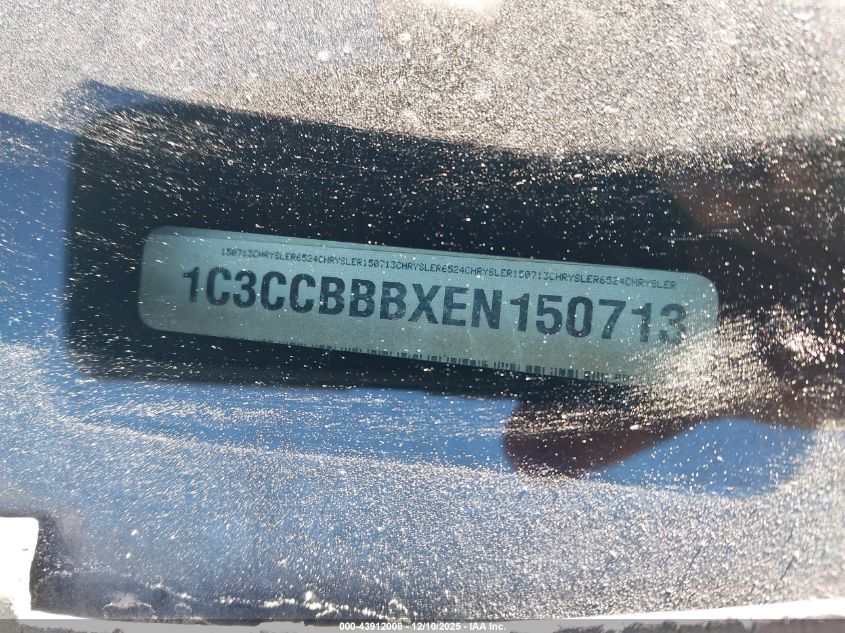 150713CHRYSLER6524CHRYSLER150713CHRYSLER6524CHRYSLER150713CHRYSLER6524CHRYSLER
1C3CCBBBXEN150713
000-43912008 - 12/10/2025 - IAA Inc.